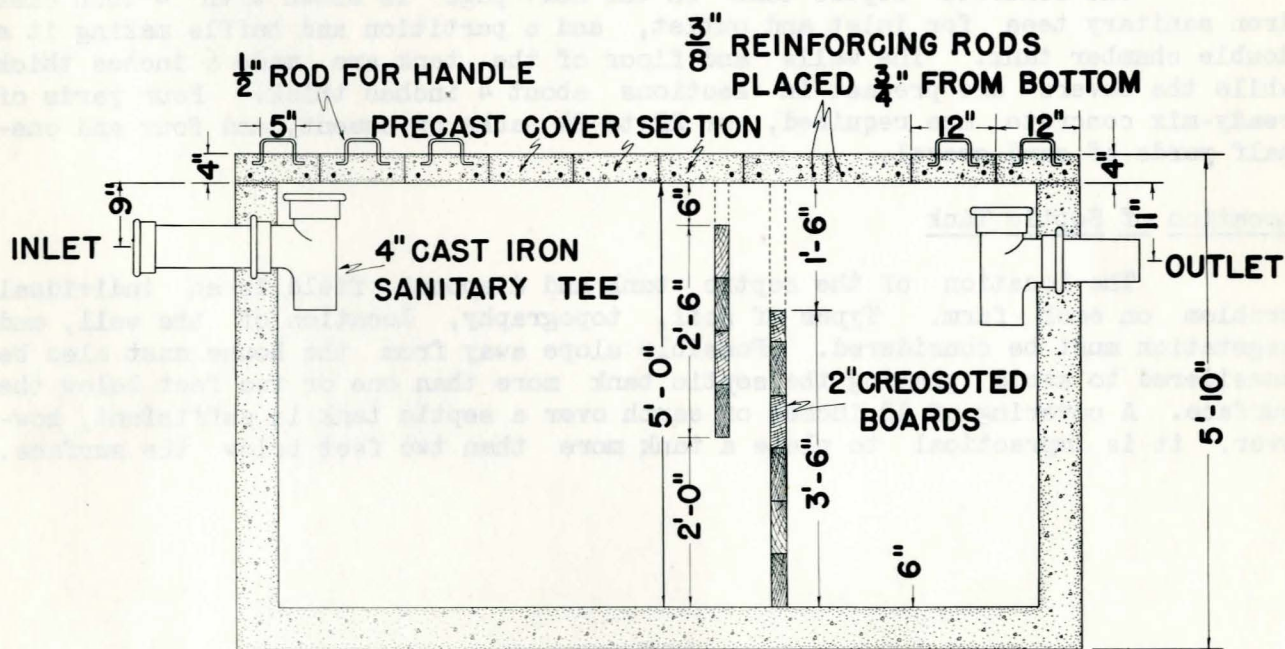 3/8" REINFORCING RODS
PLACED 3/4" FROM BOTTOM
1/2" ROD FOR HANDLE
5" PRECAST COVER SECTION
12" 12"
4"
4"
9"
6"
11"
INLET
4" CAST IRON
SANITARY TEE
1'-6"
OUTLET
2'-6"
5'-0"
2" CREOSOTED
BOARDS
5'-10"
3'-6"
2'-0"
6"